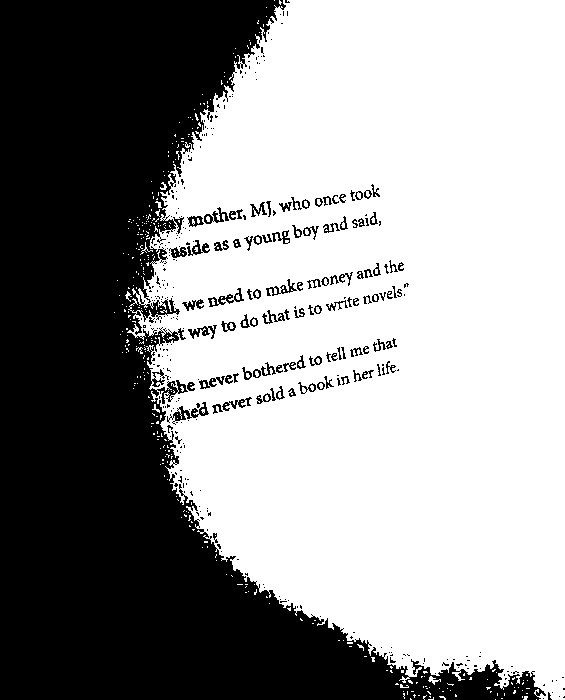 my mother, MJ, who once took
me aside as a young boy and said,
"Well, we need to make money and the
easiest way to do that is to write novels."
She never bothered to tell me that
she'd never sold a book in her life.